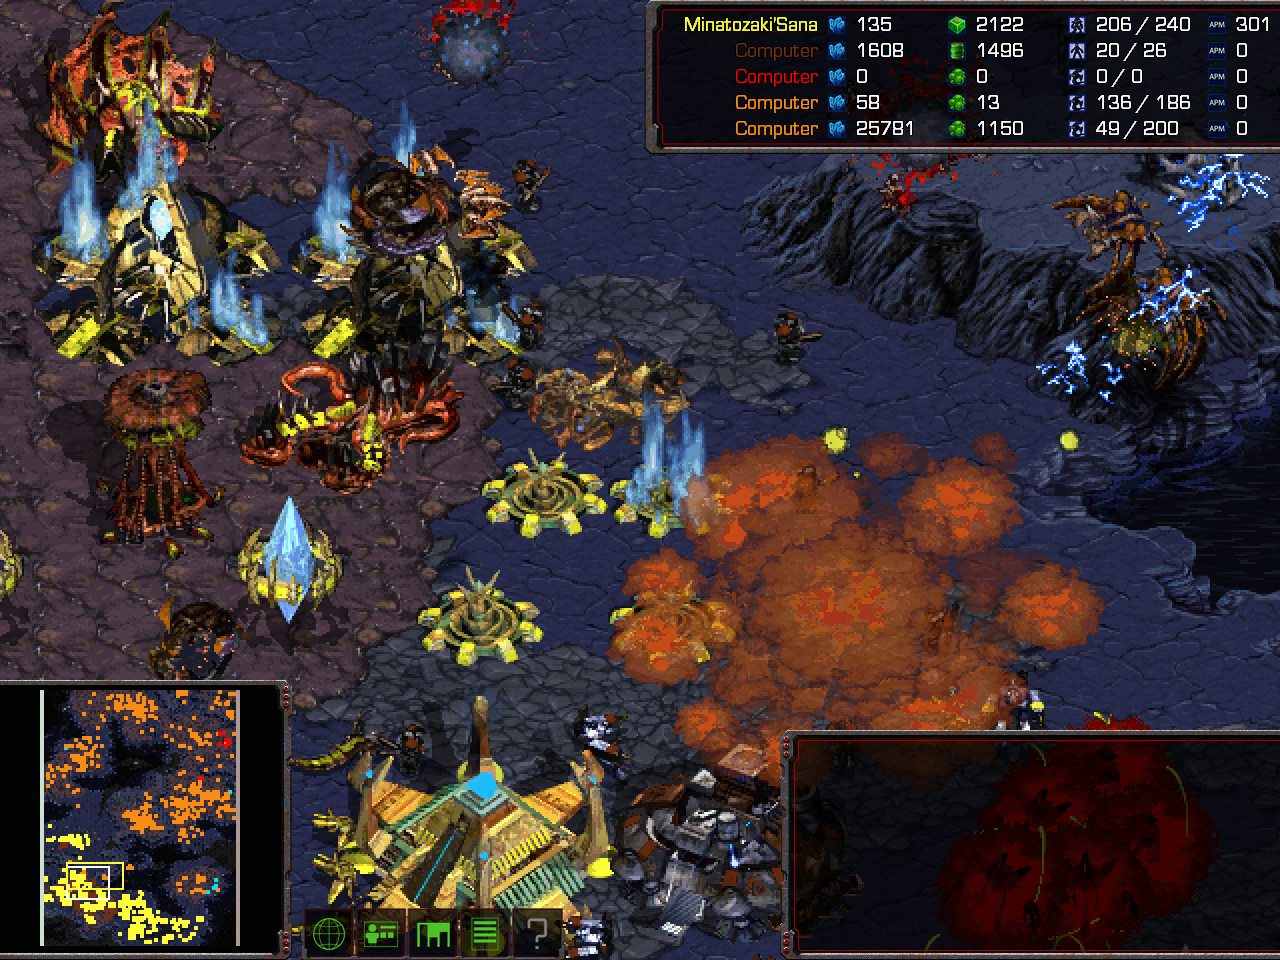 Minatozaki'Sana 135 2122 206 / 240 APM 301
Computer 1608 1496 20 / 26 APM 0
Computer 0 0 0 / 0 APM 0
Computer 58 13 136 / 186 APM 0
Computer 25781 1150 49 / 200 APM 0
?